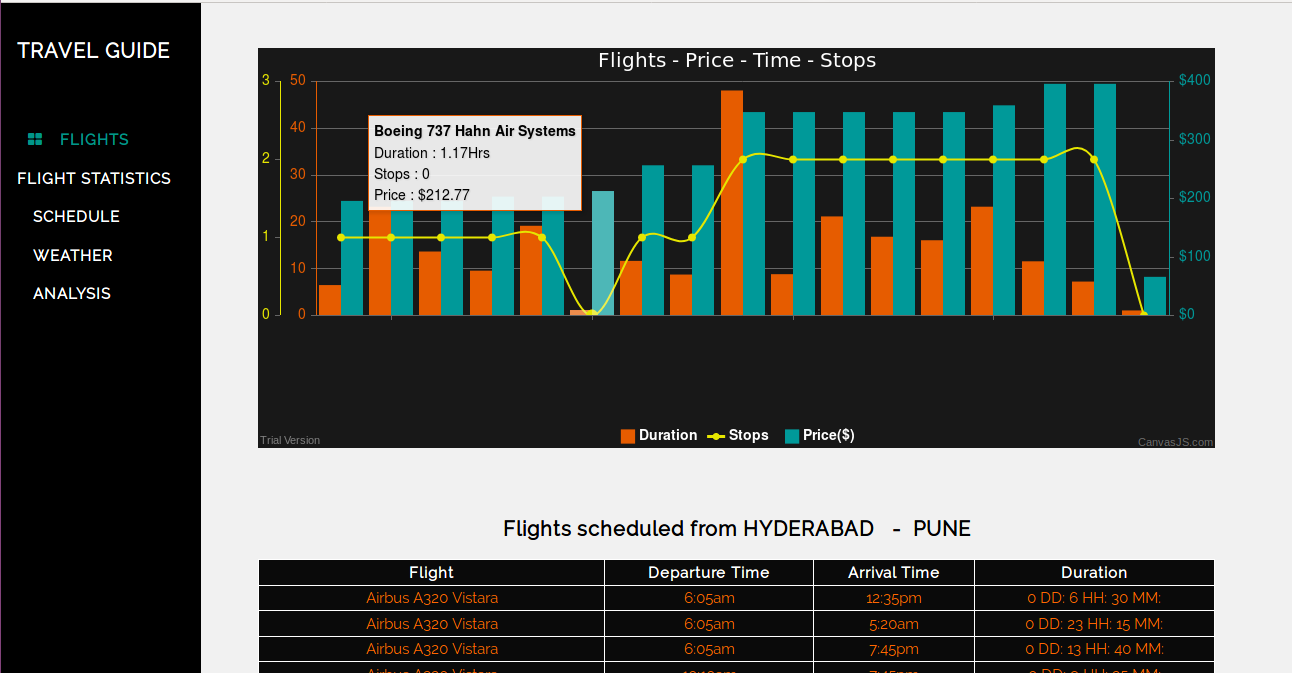 TRAVEL GUIDE
FLIGHTS
FLIGHT STATISTICS
SCHEDULE
WEATHER
ANALYSIS
Flights - Price - Time - Stops
3 50 $400
40
2 $300
30
$200
20
1
10 $100
0 0 $0
Boeing 737 Hahn Air Systems
Duration : 1.17Hrs
Stops : 0
Price : $212.77
Duration Stops Price($)
Trial Version CanvasJS.com
Flights scheduled from HYDERABAD - PUNE
Flight Departure Time Arrival Time Duration
Airbus A320 Vistara 6:05am 12:35pm 0 DD: 6 HH: 30 MM:
Airbus A320 Vistara 6:05am 5:20am 0 DD: 23 HH: 15 MM:
Airbus A320 Vistara 6:05am 7:45pm 0 DD: 13 HH: 40 MM: